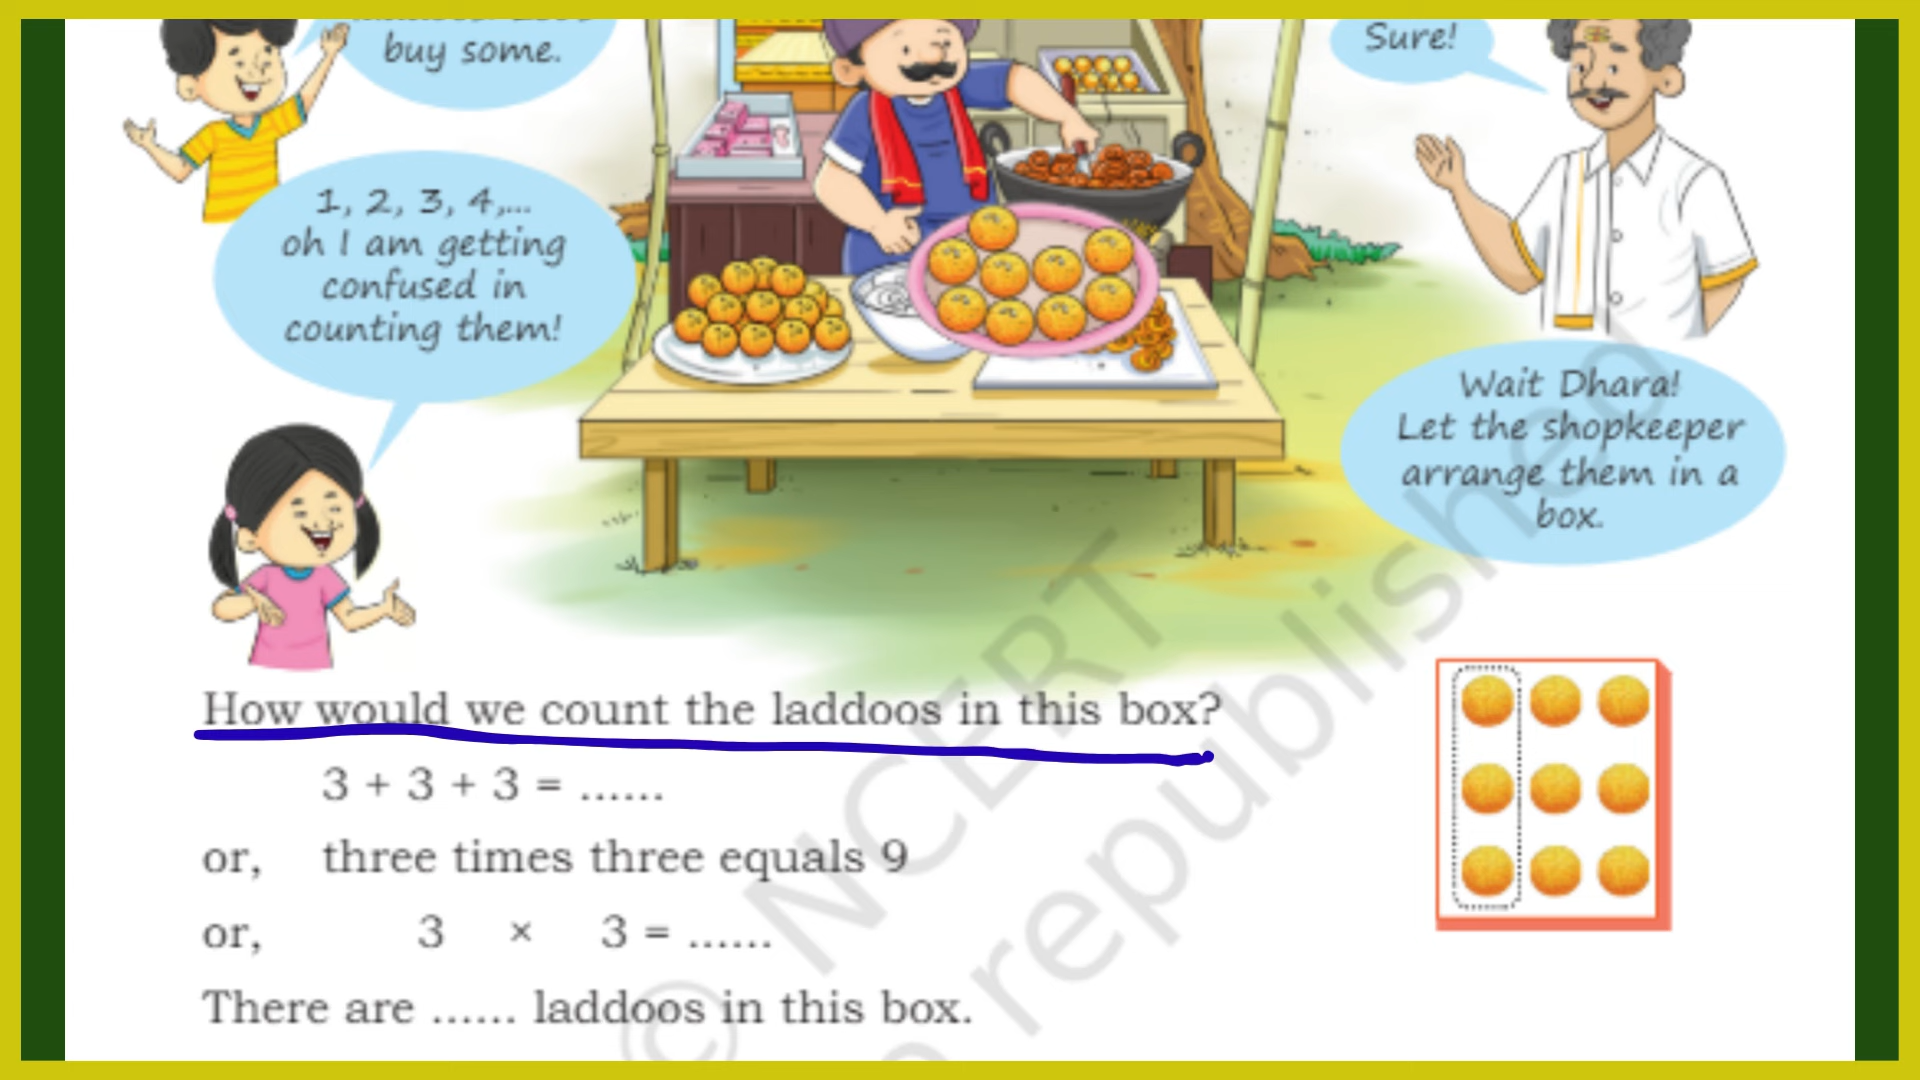 buy some.
Sure!
1, 2, 3, 4,...
oh I am getting
confused in
counting them!
Wait Dhara!
Let the shopkeeper
arrange them in a
box.
How would we count the laddoos in this box?
3 + 3 + 3 = ......
or, three times three equals 9
or, 3 × 3 = ......
There are ...... laddoos in this box.
© NCERT
republished